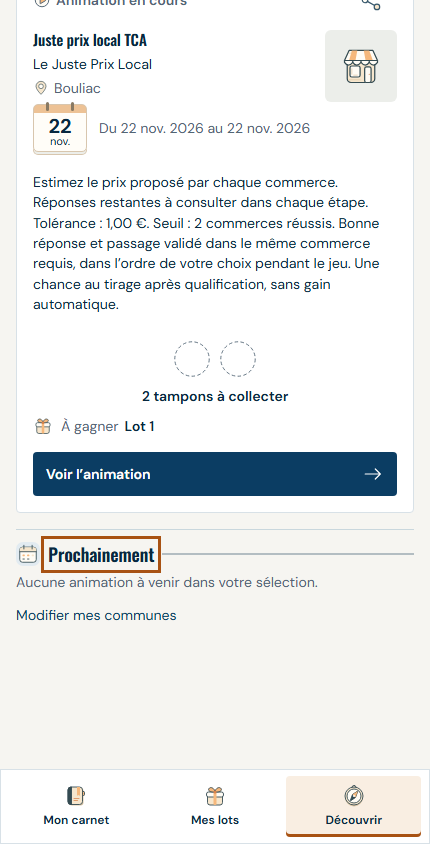 Animation en cours
Juste prix local TCA
Le Juste Prix Local
Bouliac
22
nov.
Du 22 nov. 2026 au 22 nov. 2026
Estimez le prix proposé par chaque commerce.
Réponses restantes à consulter dans chaque étape.
Tolérance : 1,00 €. Seuil : 2 commerces réussis. Bonne
réponse et passage validé dans le même commerce
requis, dans l’ordre de votre choix pendant le jeu. Une
chance au tirage après qualification, sans gain
automatique.
2 tampons à collecter
À gagner Lot 1
Voir l’animation
Prochainement
Aucune animation à venir dans votre sélection.
Modifier mes communes
Mon carnet
Mes lots
Découvrir